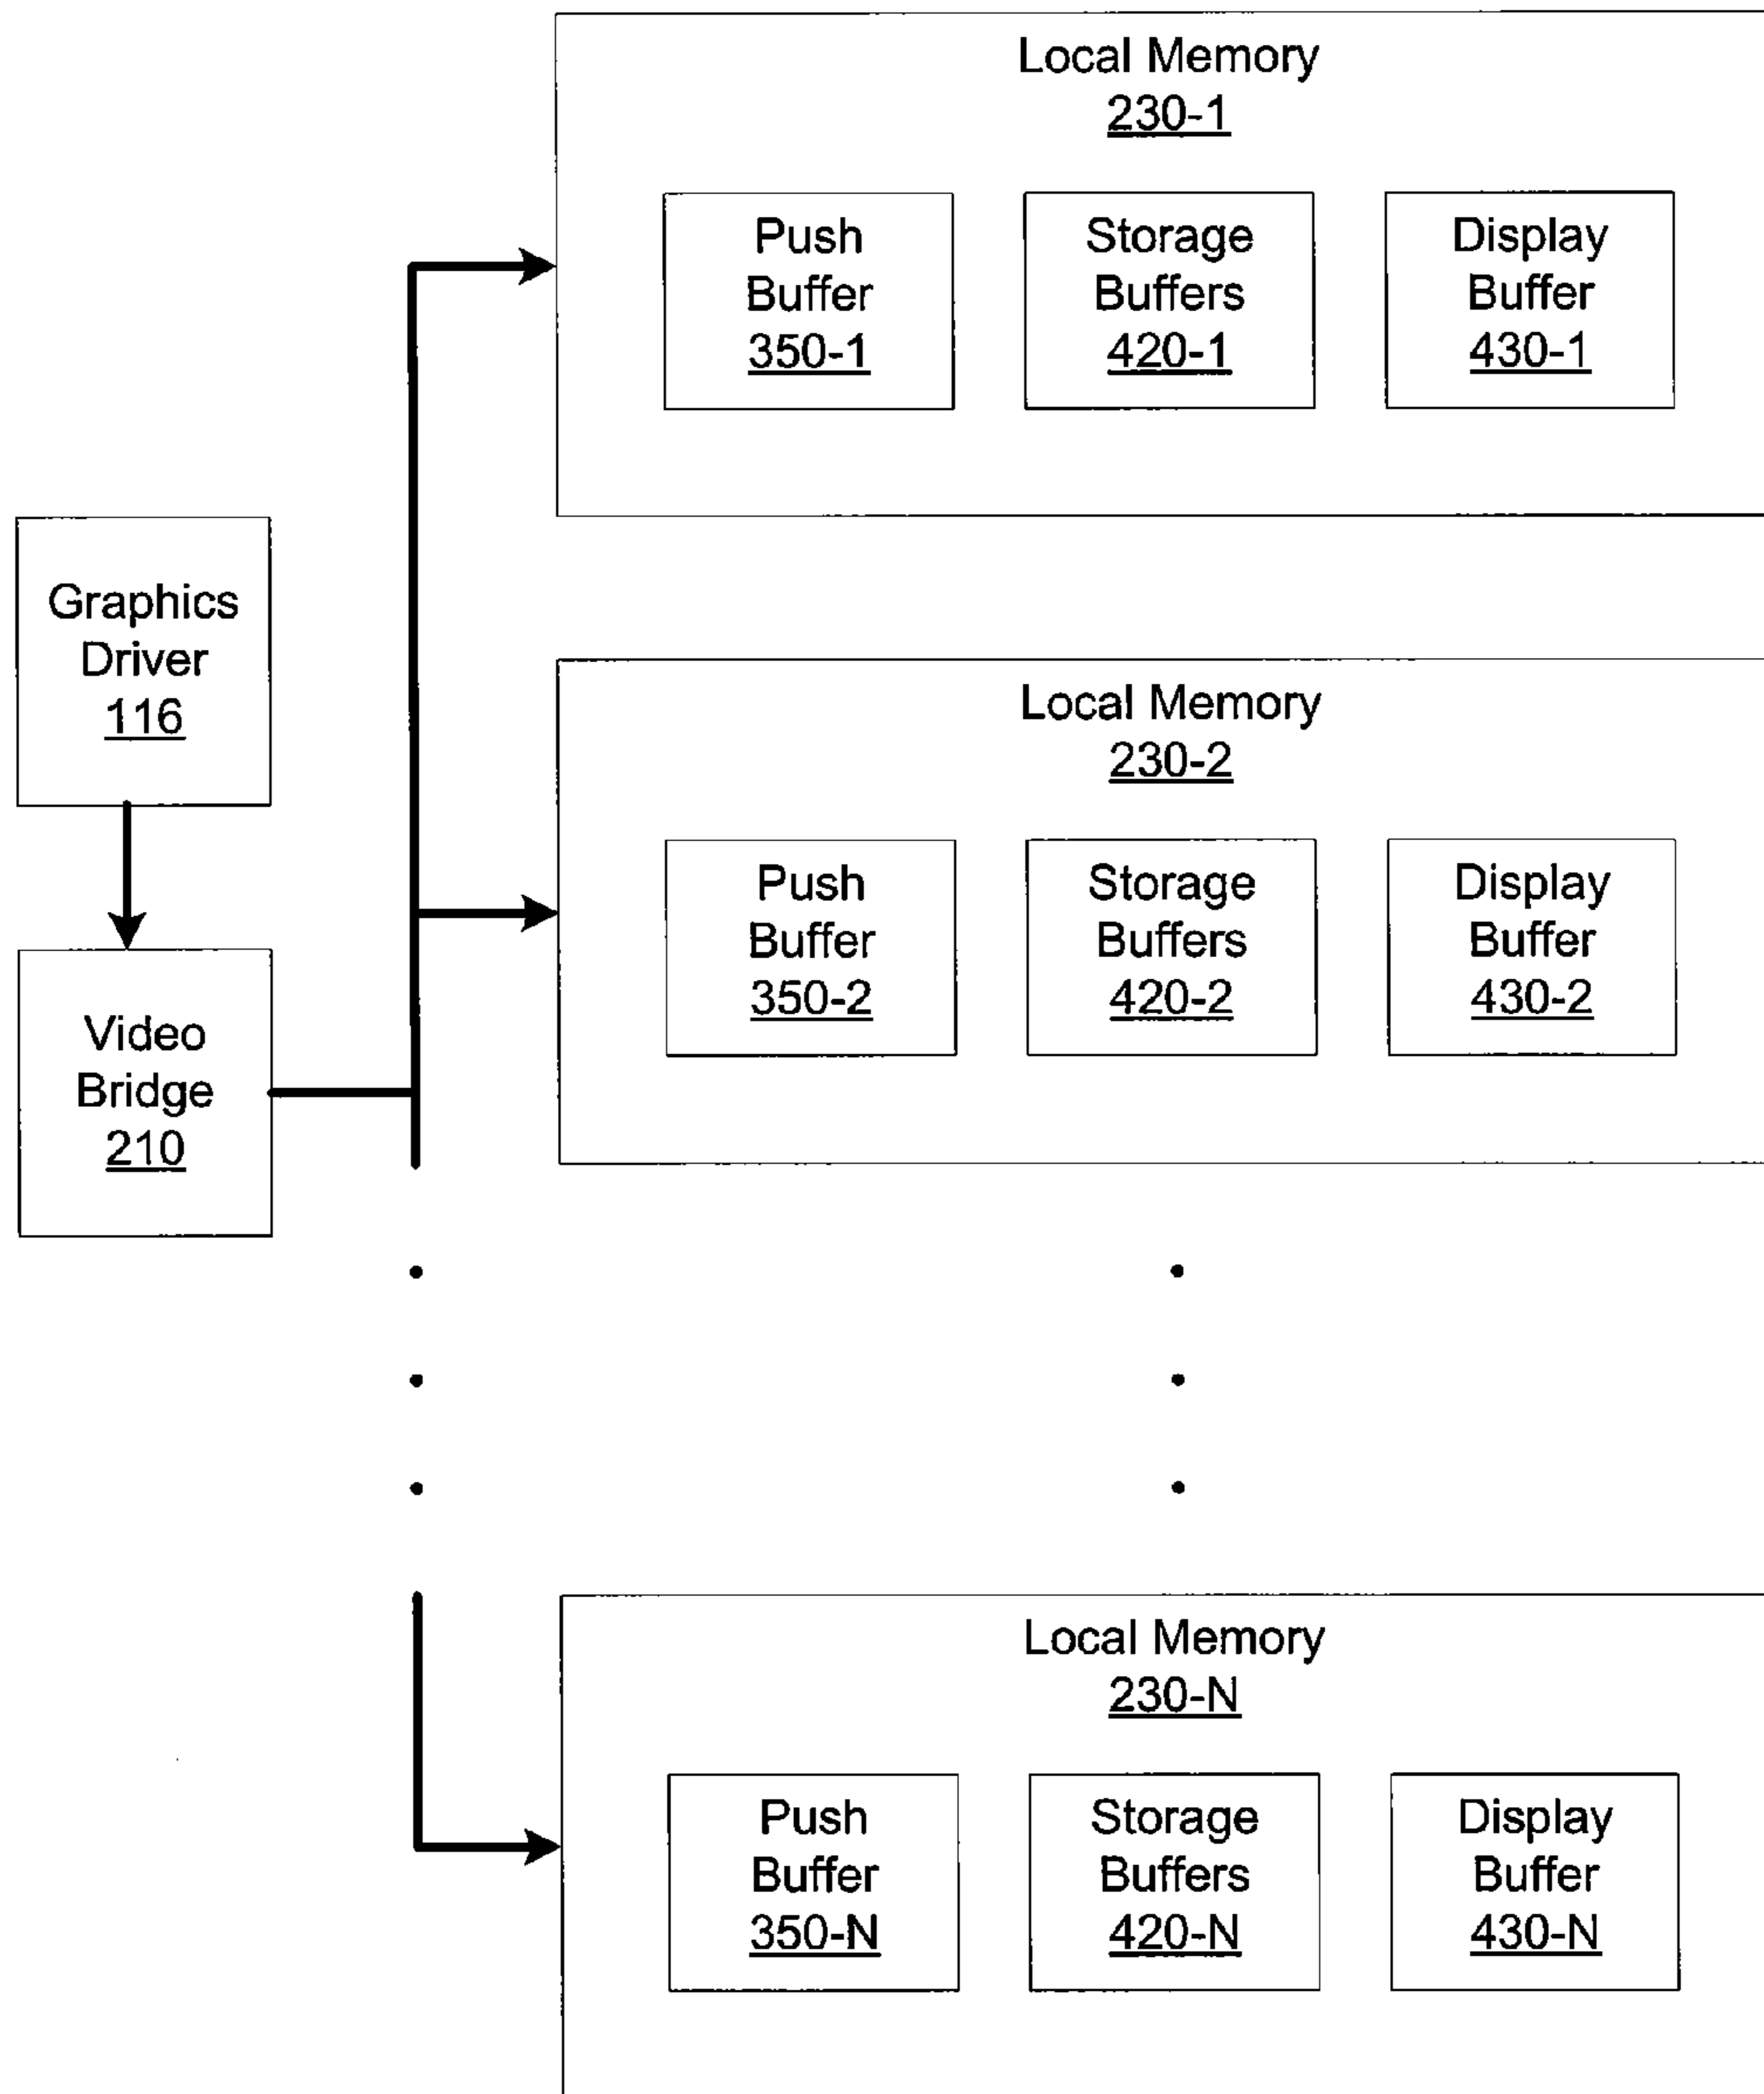 Local Memory
230-1
Push
Buffer
350-1
Storage
Buffers
420-1
Display
Buffer
430-1
Graphics
Driver
116
Local Memory
230-2
Push
Buffer
350-2
Storage
Buffers
420-2
Display
Buffer
430-2
Video
Bridge
210
Local Memory
230-N
Push
Buffer
350-N
Storage
Buffers
420-N
Display
Buffer
430-N